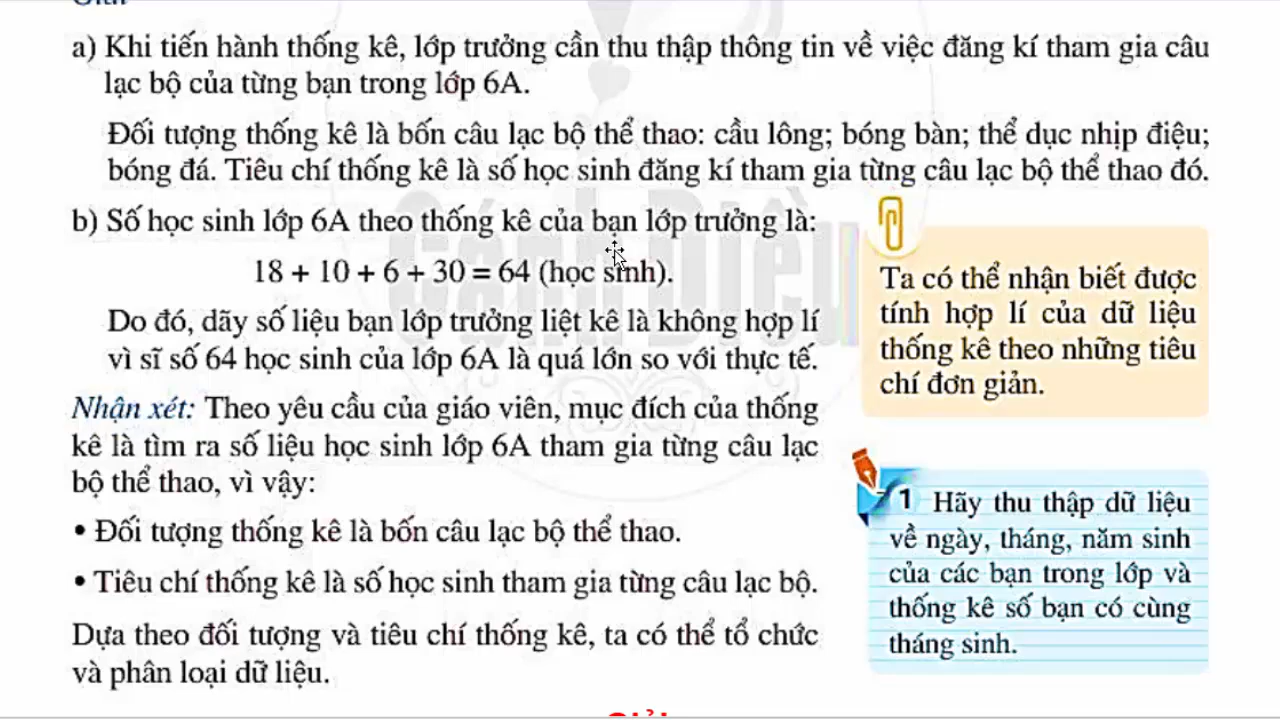 Giải
a) Khi tiến hành thống kê, lớp trưởng cần thu thập thông tin về việc đăng kí tham gia câu
lạc bộ của từng bạn trong lớp 6A.
Đối tượng thống kê là bốn câu lạc bộ thể thao: cầu lông; bóng bàn; thể dục nhịp điệu;
bóng đá. Tiêu chí thống kê là số học sinh đăng kí tham gia từng câu lạc bộ thể thao đó.
b) Số học sinh lớp 6A theo thống kê của bạn lớp trưởng là:
18 + 10 + 6 + 30 = 64 (học sinh).
Do đó, dãy số liệu bạn lớp trưởng liệt kê là không hợp lí
vì sĩ số 64 học sinh của lớp 6A là quá lớn so với thực tế.
Nhận xét: Theo yêu cầu của giáo viên, mục đích của thống
kê là tìm ra số liệu học sinh lớp 6A tham gia từng câu lạc
bộ thể thao, vì vậy:
• Đối tượng thống kê là bốn câu lạc bộ thể thao.
• Tiêu chí thống kê là số học sinh tham gia từng câu lạc bộ.
Dựa theo đối tượng và tiêu chí thống kê, ta có thể tổ chức
và phân loại dữ liệu.
Ta có thể nhận biết được
tính hợp lí của dữ liệu
thống kê theo những tiêu
chí đơn giản.
1 Hãy thu thập dữ liệu
về ngày, tháng, năm sinh
của các bạn trong lớp và
thống kê số bạn có cùng
tháng sinh.
Cánh Diều
Giải